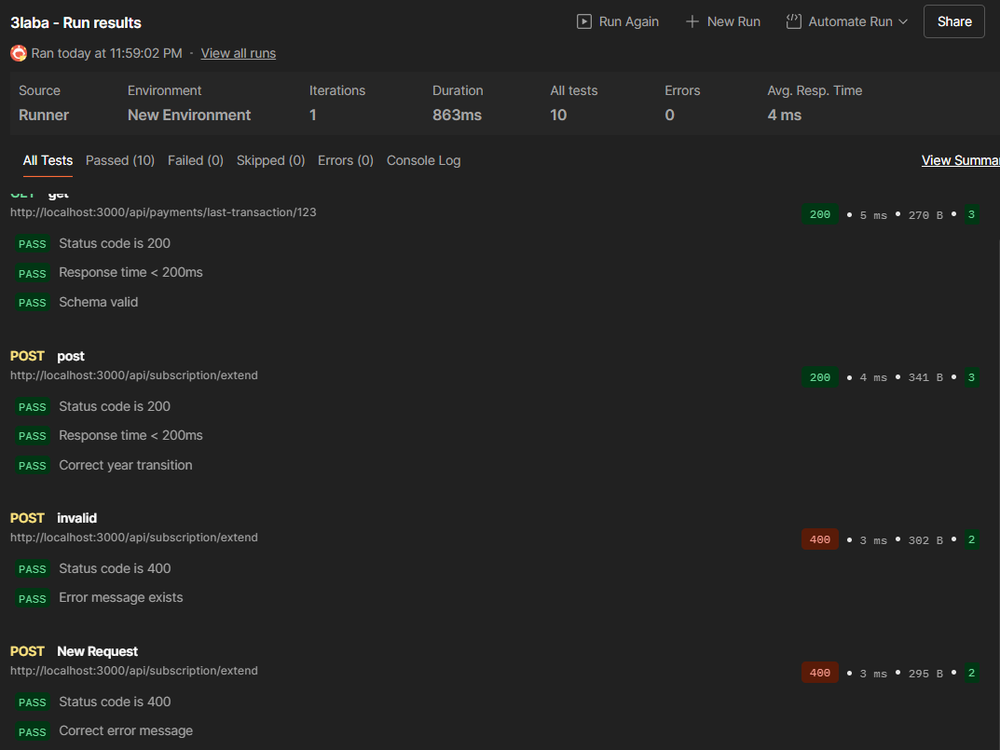 3laba - Run results
Run Again
New Run
Automate Run
Share
Ran today at 11:59:02 PM · View all runs
Source Environment Iterations Duration All tests Errors Avg. Resp. Time
Runner New Environment 1 863ms 10 0 4 ms
All Tests Passed (10) Failed (0) Skipped (0) Errors (0) Console Log View Summa
GET get
http://localhost:3000/api/payments/last-transaction/123
200 • 5 ms • 270 B • 3
PASS Status code is 200
PASS Response time < 200ms
PASS Schema valid
POST post
http://localhost:3000/api/subscription/extend
200 • 4 ms • 341 B • 3
PASS Status code is 200
PASS Response time < 200ms
PASS Correct year transition
POST invalid
http://localhost:3000/api/subscription/extend
400 • 3 ms • 302 B • 2
PASS Status code is 400
PASS Error message exists
POST New Request
http://localhost:3000/api/subscription/extend
400 • 3 ms • 295 B • 2
PASS Status code is 400
PASS Correct error message